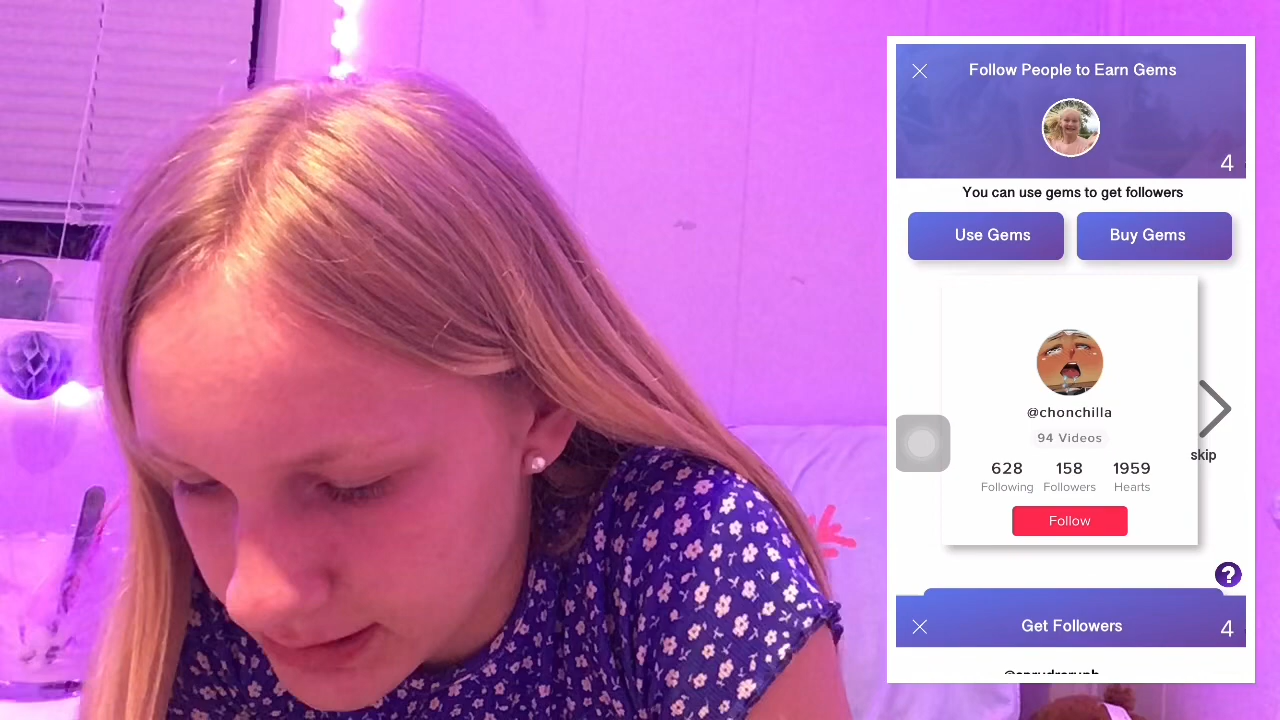 Follow People to Earn Gems
4
You can use gems to get followers
Use Gems Buy Gems
@chonchilla
94 Videos
628 158 1959
Following Followers Hearts
skip
Follow
?
Get Followers
4